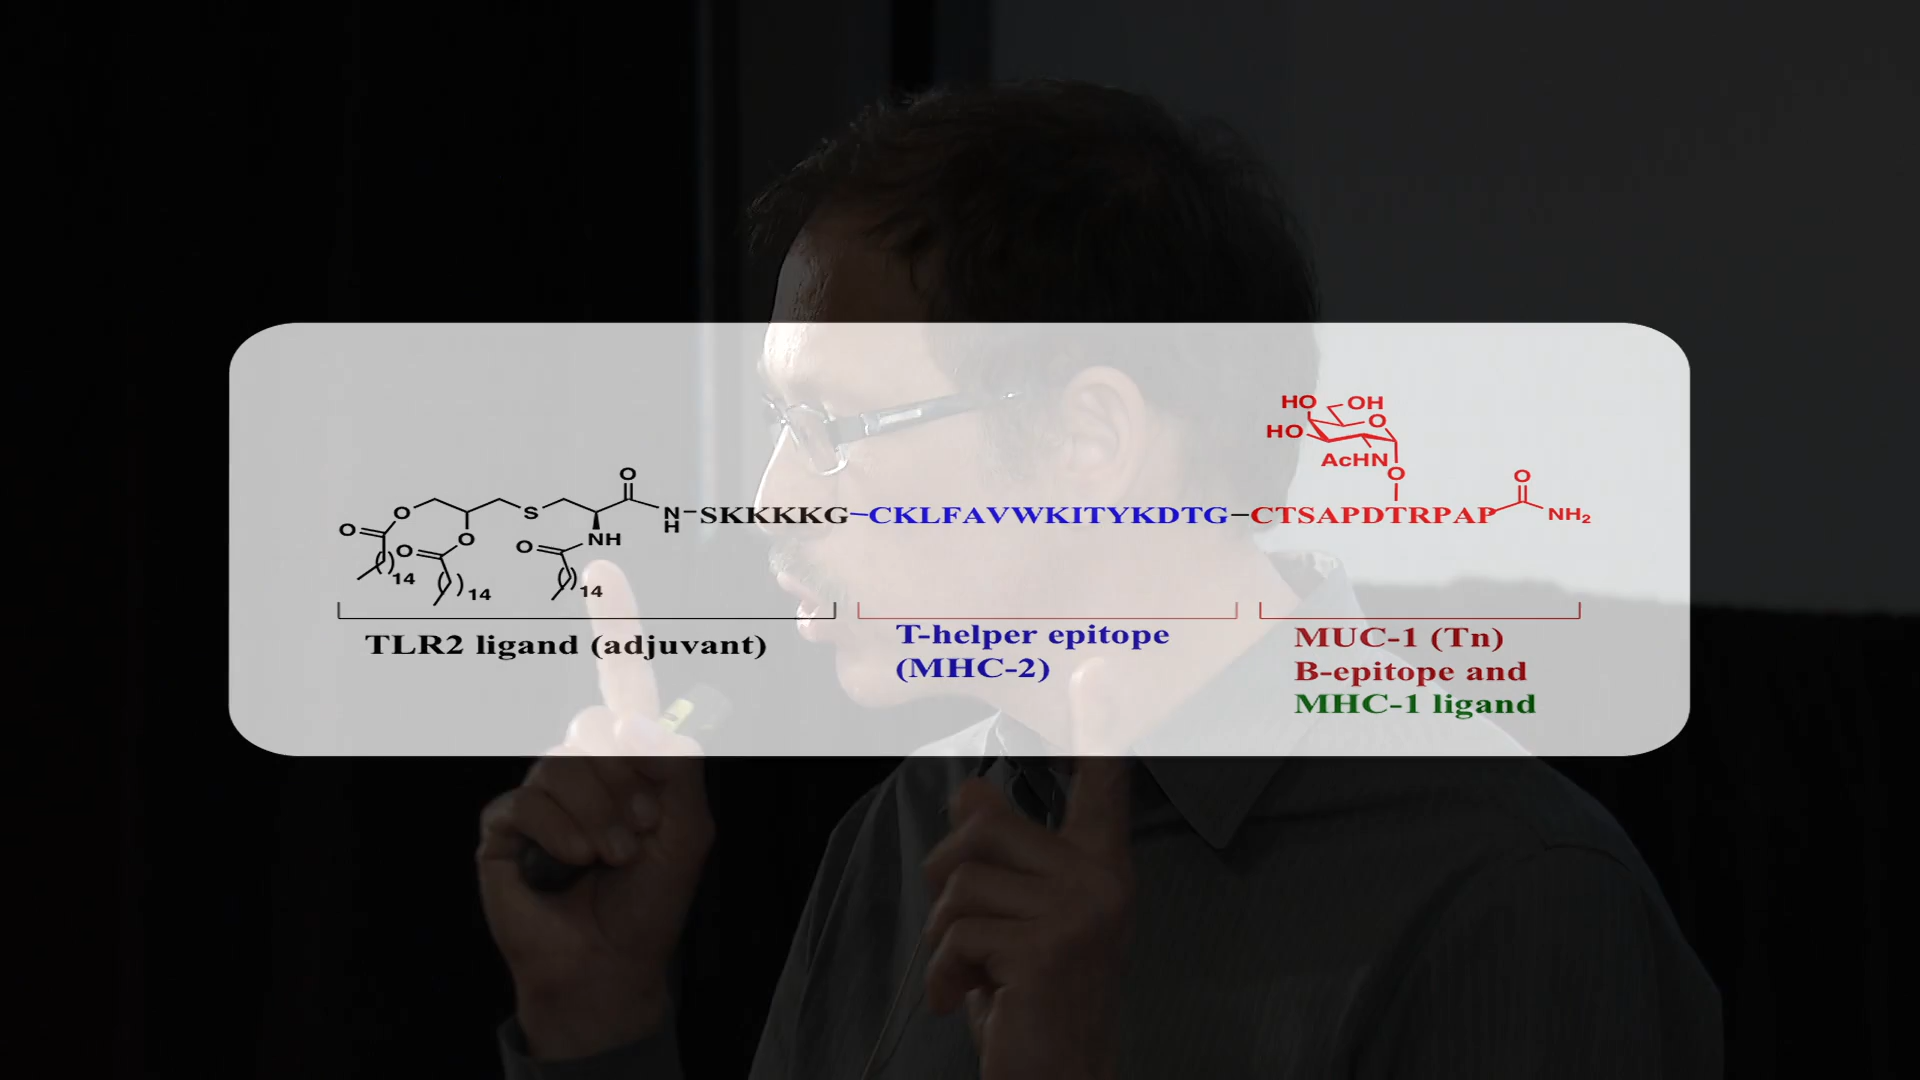 HO OH
O
HO
AcHN
O
O
O
NH–SKKKKG–CKLFAVWKITYKDTG–CTSAPDTRPAP NH2
O O S
O O O NH
14 14 14
TLR2 ligand (adjuvant)
T-helper epitope
(MHC-2)
MUC-1 (Tn)
B-epitope and
MHC-1 ligand